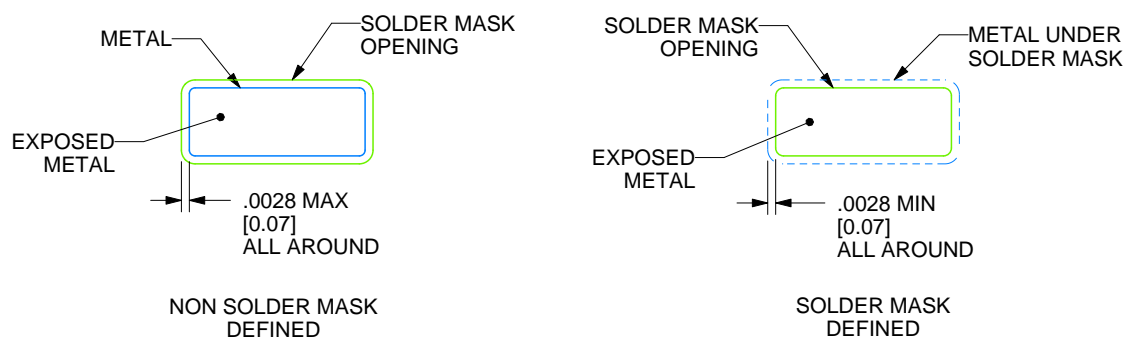 METAL
SOLDER MASK
OPENING
EXPOSED
METAL
.0028 MAX
[0.07]
ALL AROUND
NON SOLDER MASK
DEFINED
SOLDER MASK
OPENING
METAL UNDER
SOLDER MASK
EXPOSED
METAL
.0028 MIN
[0.07]
ALL AROUND
SOLDER MASK
DEFINED